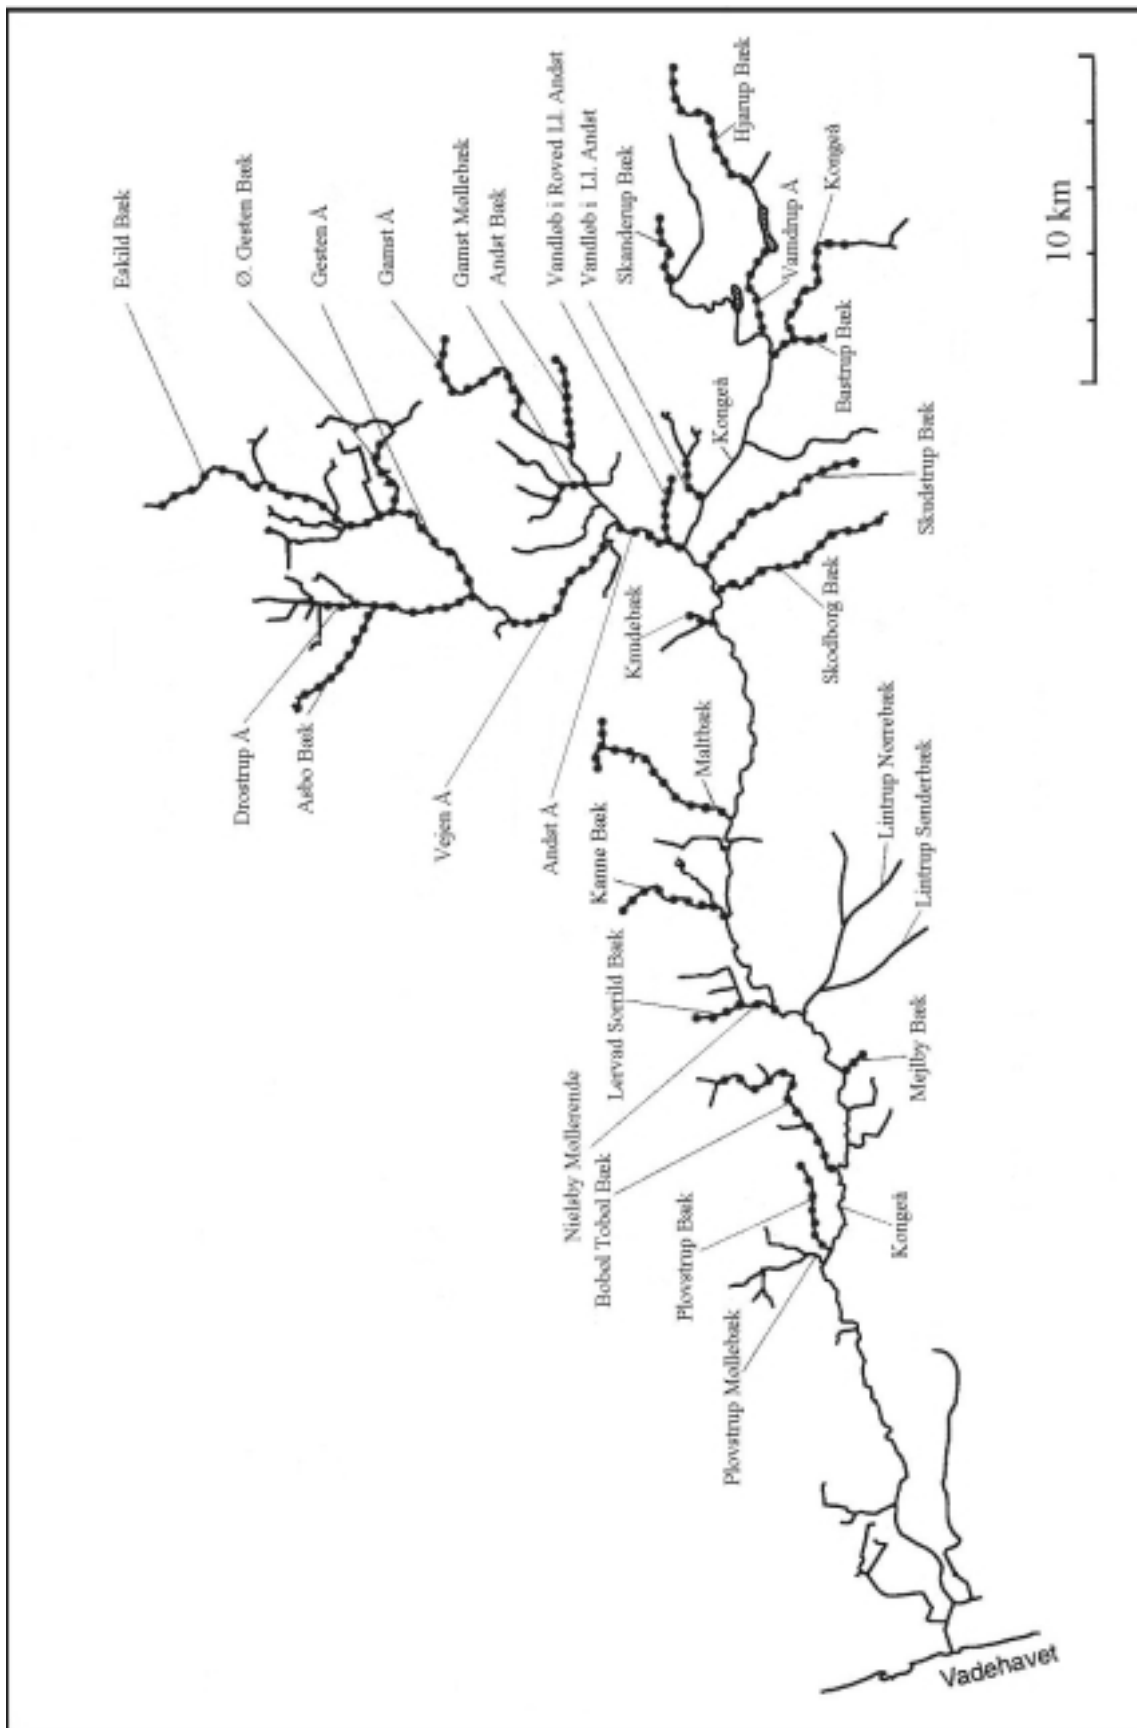 Eskild Bæk
Ø. Gesten Bæk
Gesten Å
Gamst Å
Gamst Møllebæk
Andst Bæk
Vandløb i Roved Ll. Andst
Vandløb i Ll. Andst
Skanderup Bæk
Hjarup Bæk
Kongeå
Vamdrup Å
Bastrup Bæk
Kongeå
Skudstrup Bæk
Skodborg Bæk
Knudebæk
Drostrup Å
Asbo Bæk
Vejen Å
Andst Å
Maltbæk
Kanne Bæk
Lintrup Nørrebæk
Lintrup Sønderbæk
Lervad Sorrild Bæk
Mejlby Bæk
Nielsby Møllerende
Bobøl Tobøl Bæk
Plovstrup Bæk
Kongeå
Plovstrup Møllebæk
Vadehavet
10 km